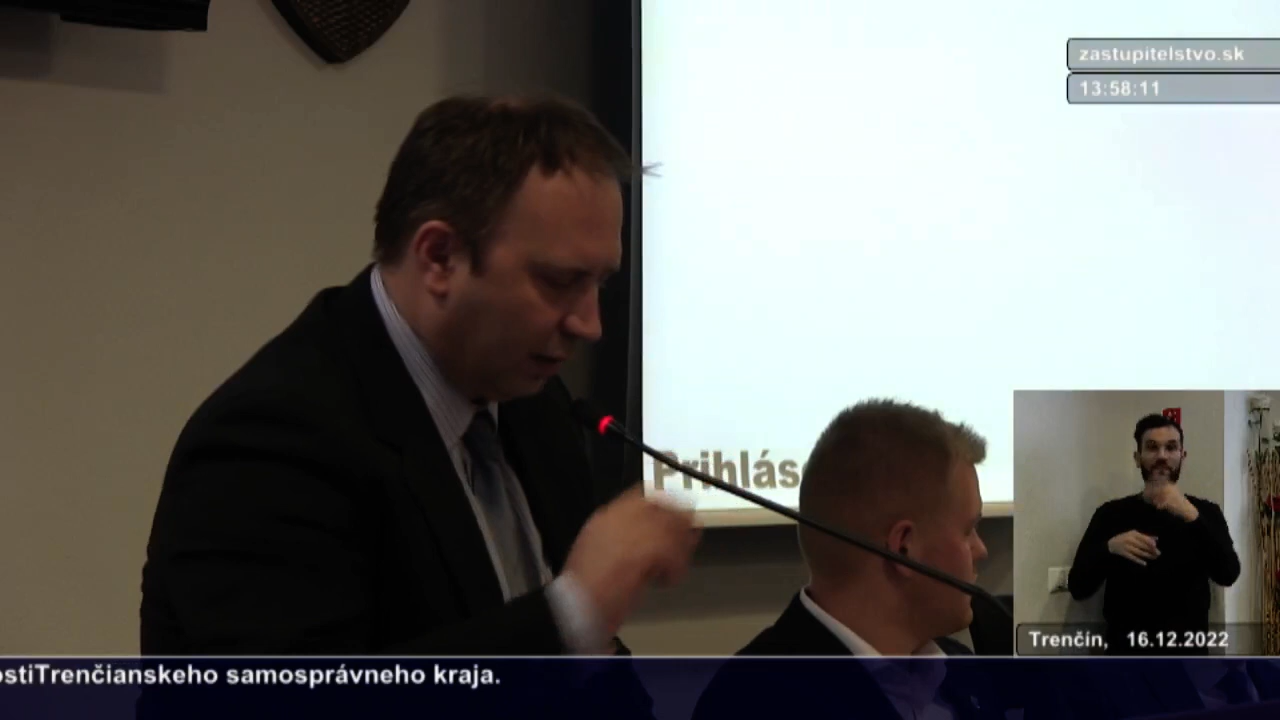 zastupitelstvo.sk
13:58:11
Trenčín, 16.12.2022
ostiTrenčianskeho samosprávneho kraja.